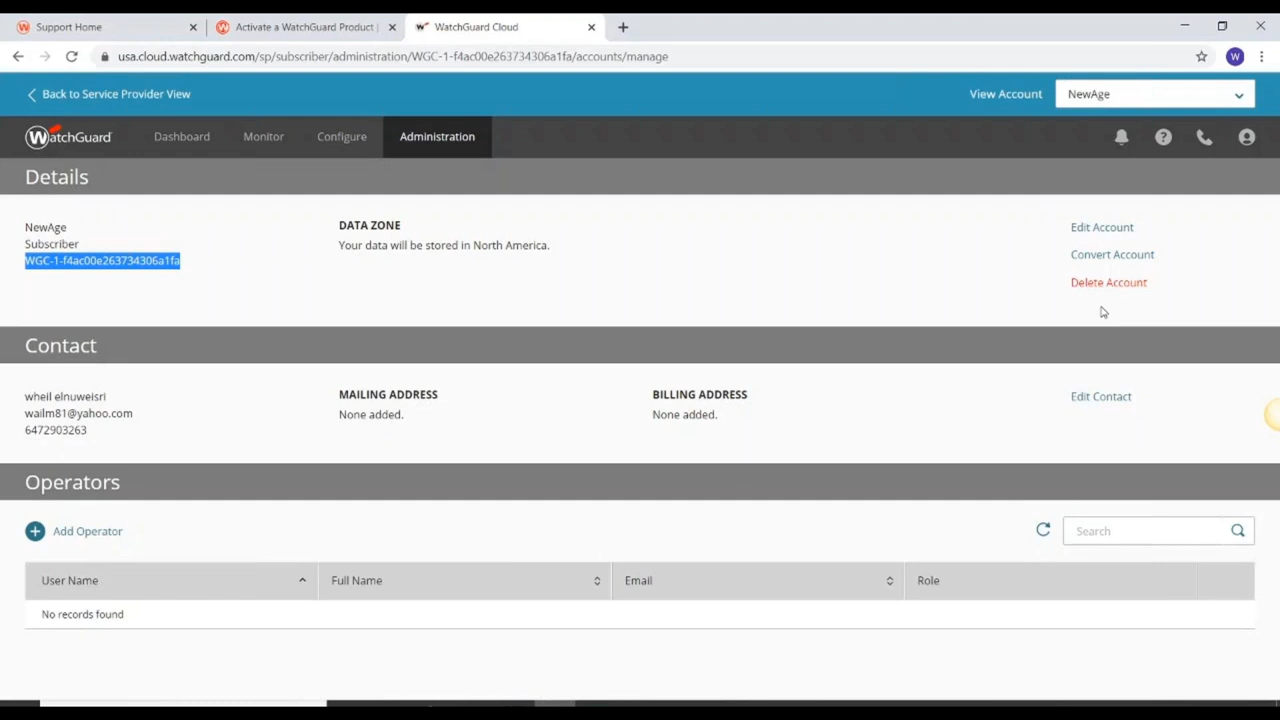 Support Home
Activate a WatchGuard Product |
WatchGuard Cloud
usa.cloud.watchguard.com/sp/subscriber/administration/WGC-1-f4ac00e263734306a1fa/accounts/manage
W
Back to Service Provider View
View Account
NewAge
WatchGuard
Dashboard
Monitor
Configure
Administration
Details
NewAge
Subscriber
WGC-1-f4ac00e263734306a1fa
DATA ZONE
Your data will be stored in North America.
Edit Account
Convert Account
Delete Account
Contact
wheil elnuweisri
wailm81@yahoo.com
6472903263
MAILING ADDRESS
None added.
BILLING ADDRESS
None added.
Edit Contact
Operators
Add Operator
Search
User Name
Full Name
Email
Role
No records found